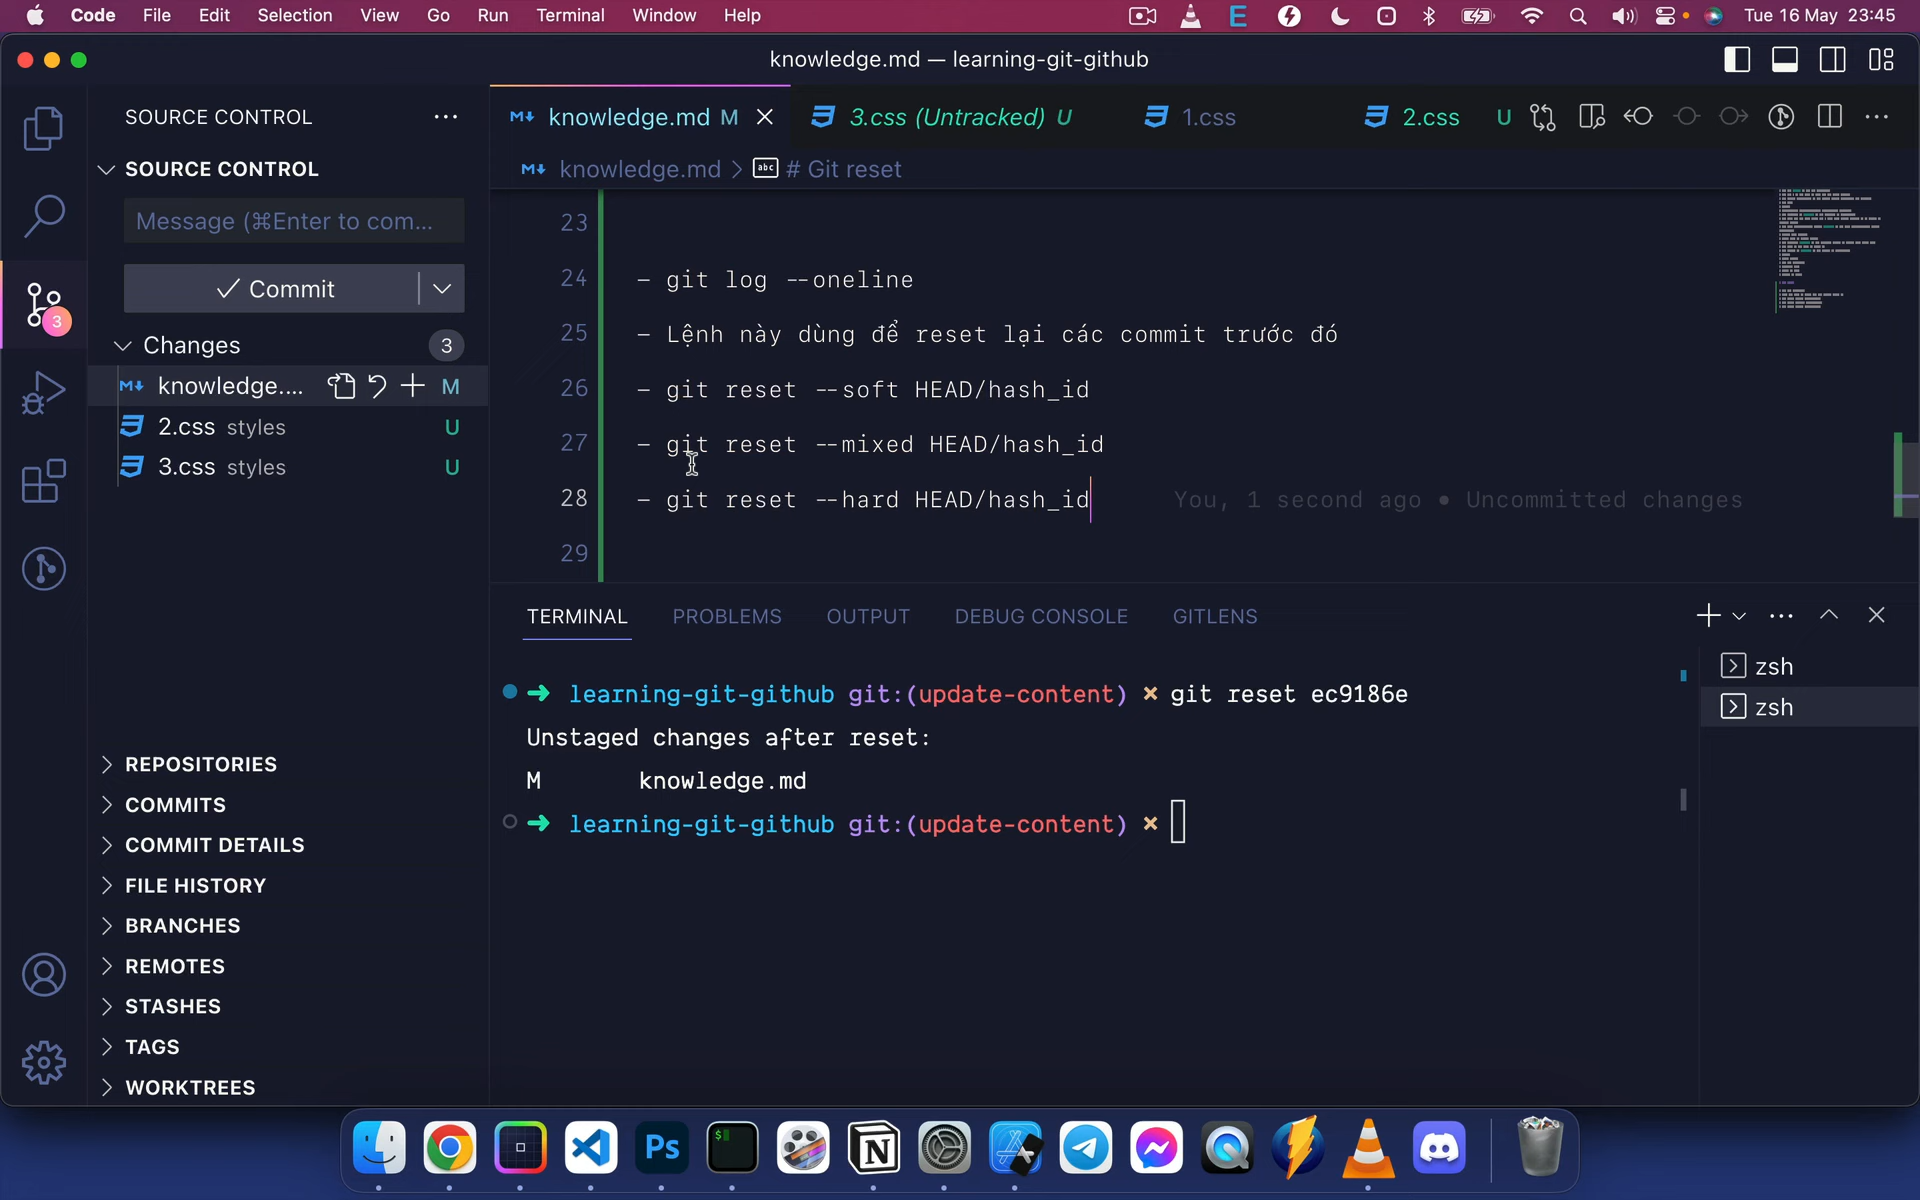 Code File Edit Selection View Go Run Terminal Window Help
Tue 16 May 23:45
knowledge.md — learning-git-github
SOURCE CONTROL
knowledge.md M
3.css (Untracked) U
1.css
2.css U
SOURCE CONTROL
knowledge.md > # Git reset
Message (⌘Enter to com...
Commit
Changes 3
knowledge.... M
2.css styles U
3.css styles U
23
24 - git log --oneline
25 - Lệnh này dùng để reset lại các commit trước đó
26 - git reset --soft HEAD/hash_id
27 - git reset --mixed HEAD/hash_id
28 - git reset --hard HEAD/hash_id You, 1 second ago • Uncommitted changes
29
TERMINAL PROBLEMS OUTPUT DEBUG CONSOLE GITLENS
➜ learning-git-github git:(update-content) × git reset ec9186e
Unstaged changes after reset:
M knowledge.md
➜ learning-git-github git:(update-content) ×
zsh
zsh
REPOSITORIES
COMMITS
COMMIT DETAILS
FILE HISTORY
BRANCHES
REMOTES
STASHES
TAGS
WORKTREES
3
Ps